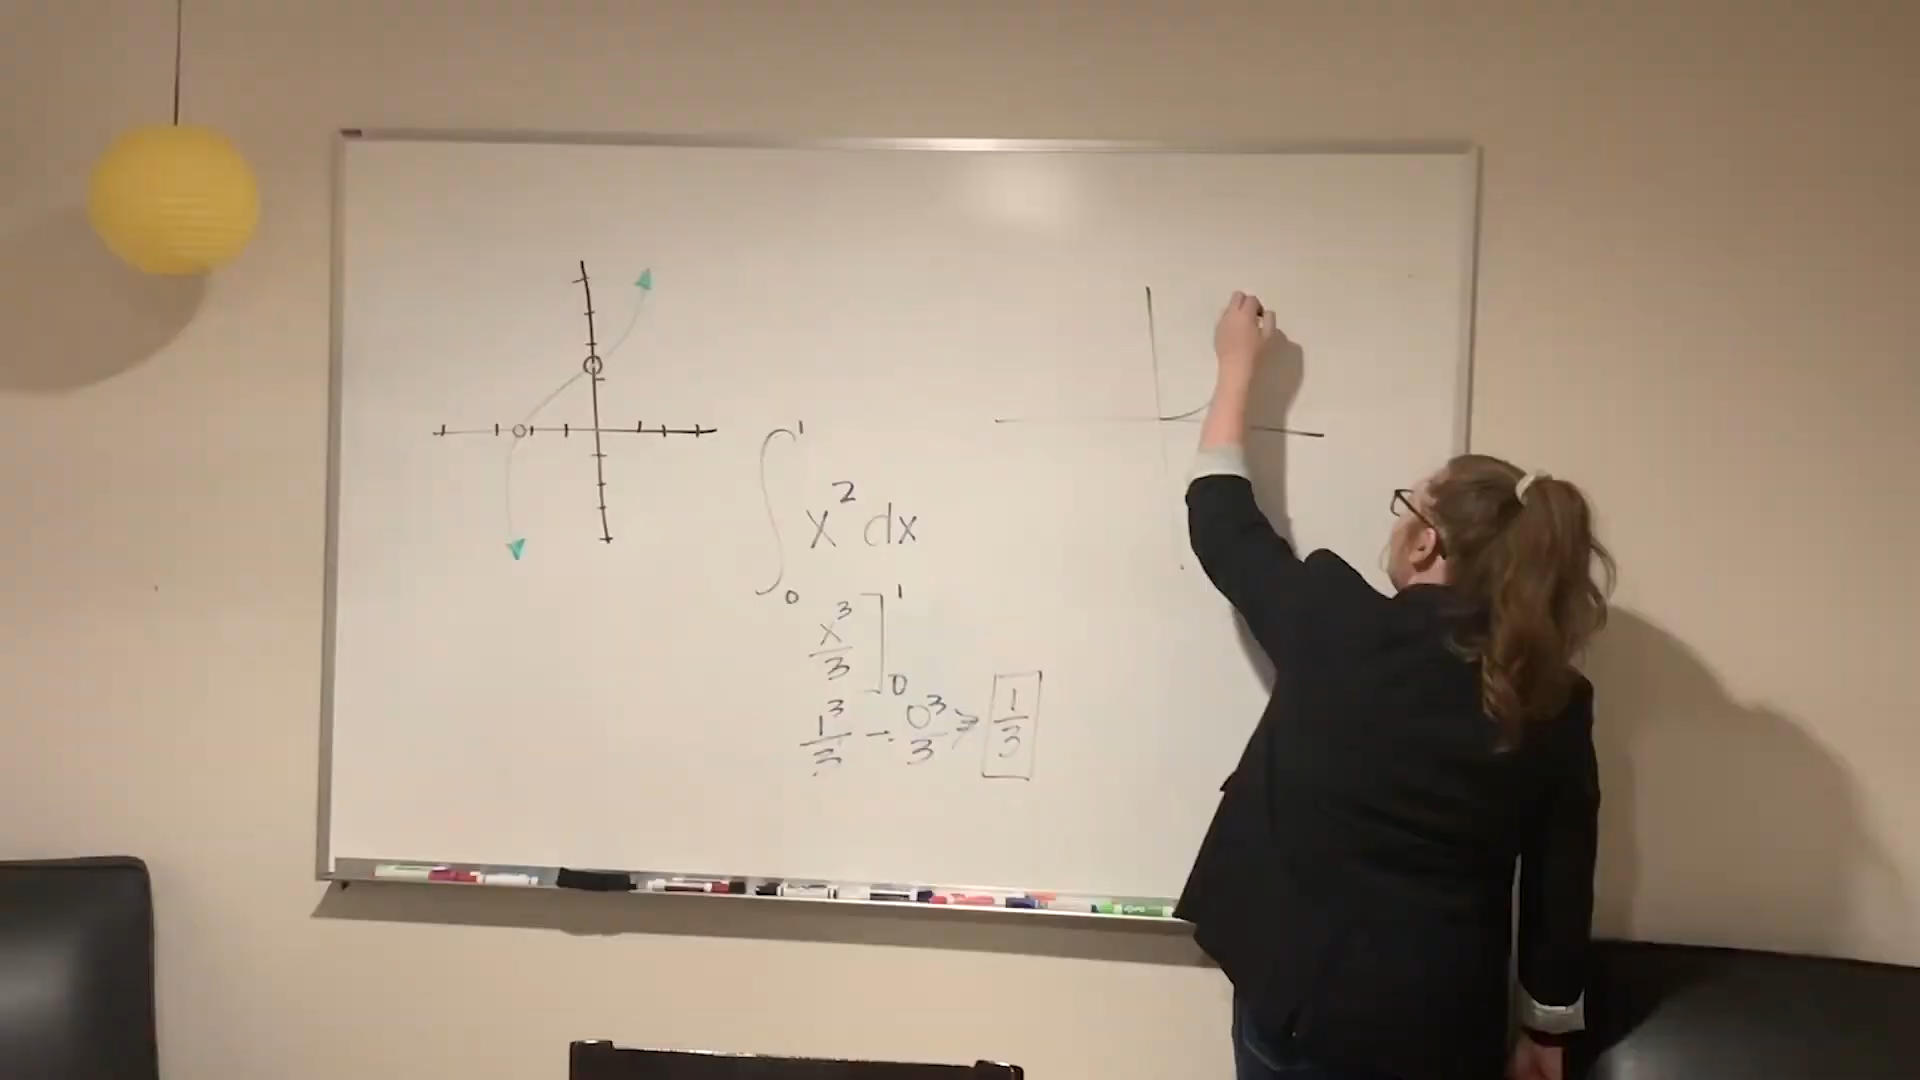 ∫₀¹ x² dx
x³/3 ]₀¹
1³/3 - 0³/3 ⇒ 1/3